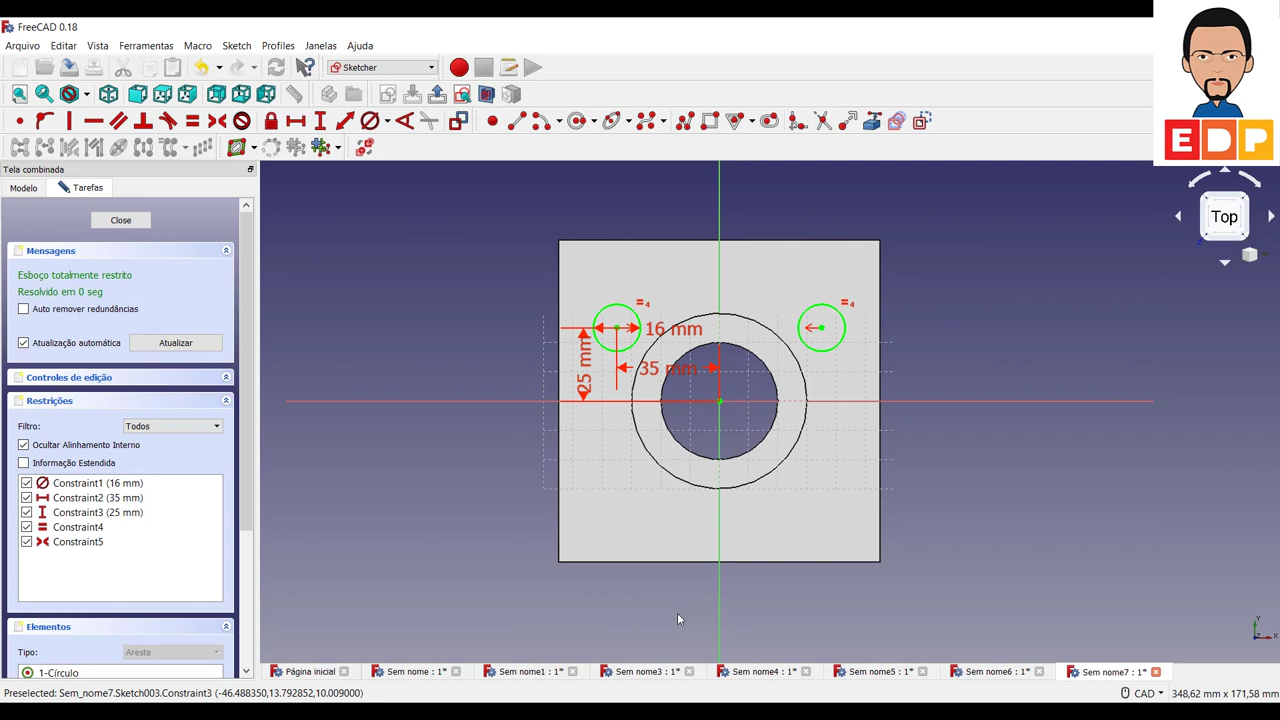 FreeCAD 0.18
Arquivo Editar Vista Ferramentas Macro Sketch Profiles Janelas Ajuda
Sketcher
EDP
Tela combinada
Modelo Tarefas
Close
Mensagens
Esboço totalmente restrito
Resolvido em 0 seg
Auto remover redundâncias
Atualização automática Atualizar
Controles de edição
Restrições
Filtro: Todos
Ocultar Alinhamento Interno
Informação Estendida
Constraint1 (16 mm)
Constraint2 (35 mm)
Constraint3 (25 mm)
Constraint4
Constraint5
Elementos
Tipo: Aresta
1-Círculo
Top
=4 =4
16 mm
35 mm
25 mm
Y
X
Página inicial Sem nome : 1* Sem nome1 : 1* Sem nome3 : 1* Sem nome4 : 1* Sem nome5 : 1* Sem nome6 : 1* Sem nome7 : 1*
Preselected: Sem_nome7.Sketch003.Constraint3 (-46.488350,13.792852,10.009000) CAD 348,62 mm x 171,58 mm